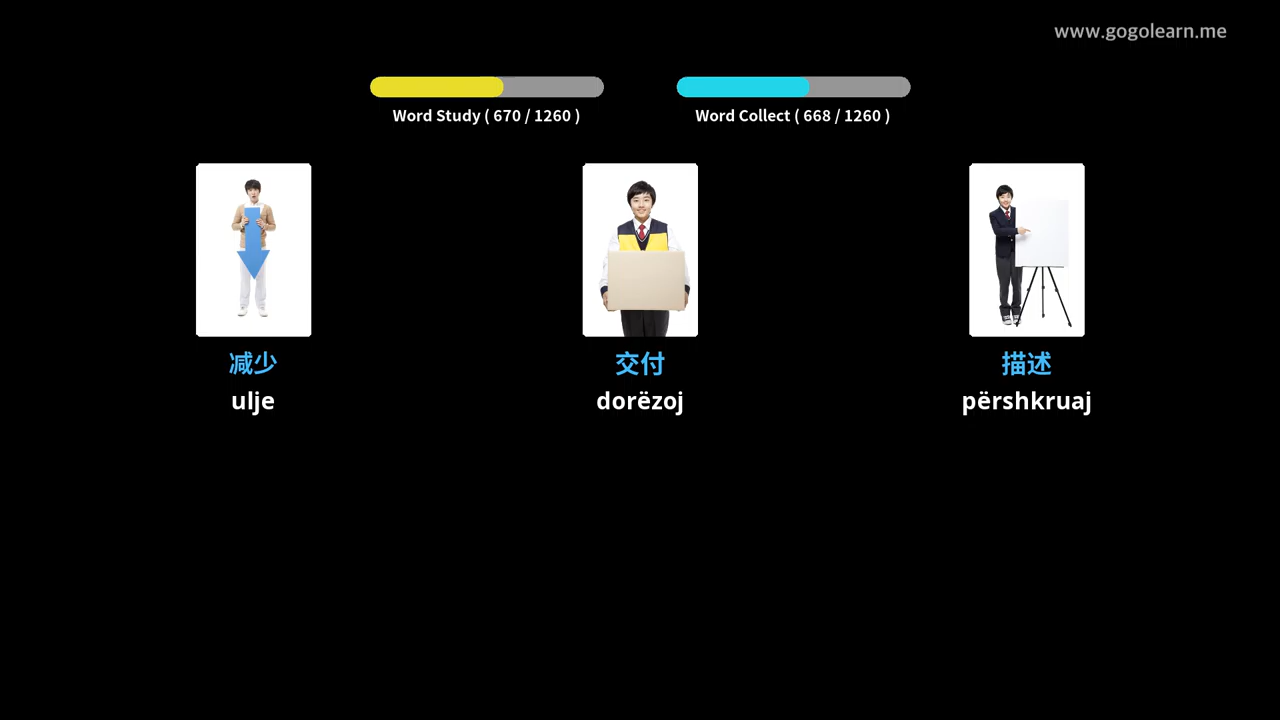 www.gogolearn.me
Word Study ( 670 / 1260 )
Word Collect ( 668 / 1260 )
减少
ulje
交付
dorëzoj
描述
përshkruaj